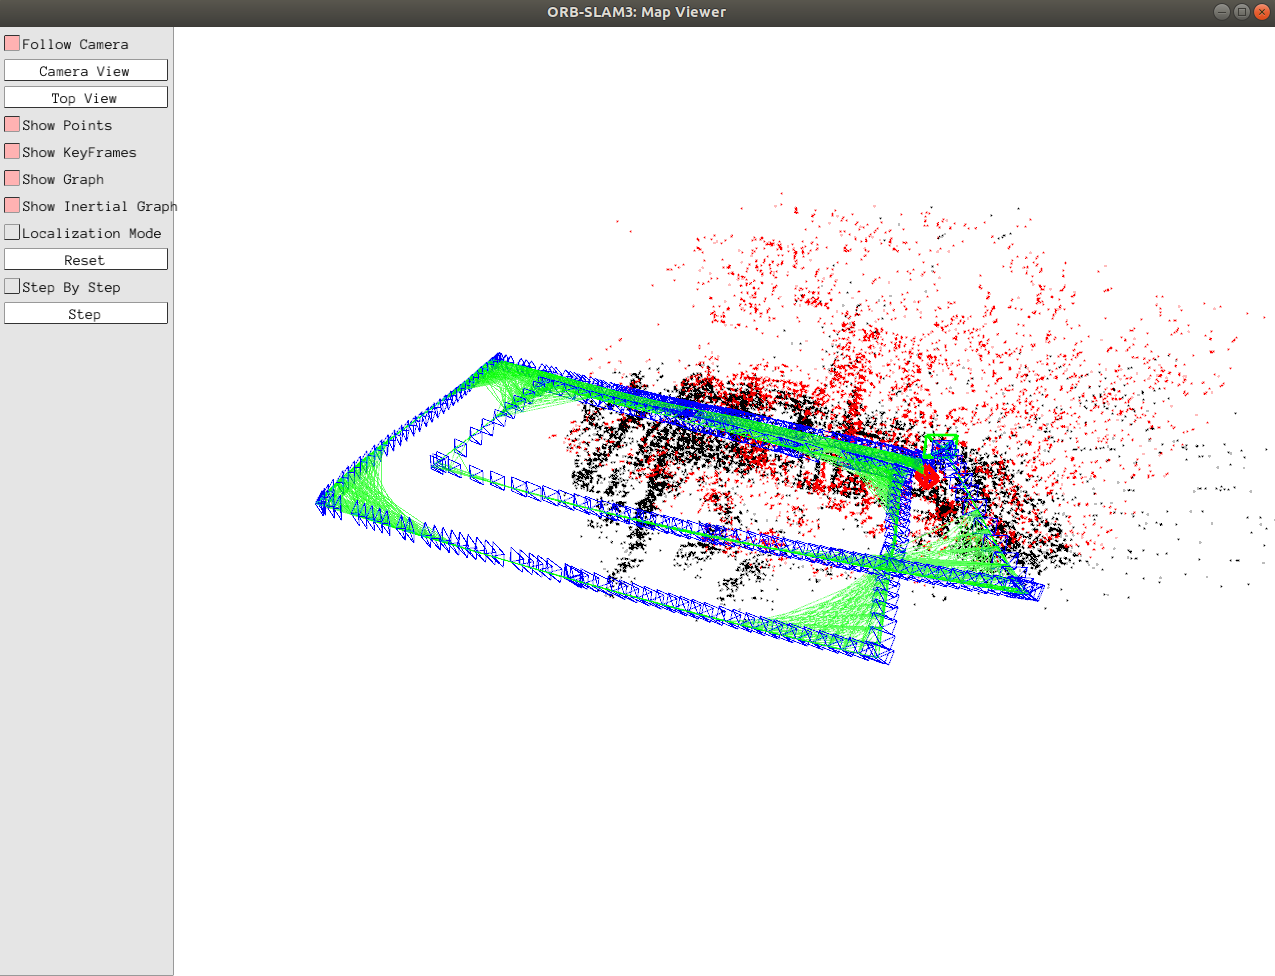 ORB-SLAM3: Map Viewer
Follow Camera
Camera View
Top View
Show Points
Show KeyFrames
Show Graph
Show Inertial Graph
Localization Mode
Reset
Step By Step
Step